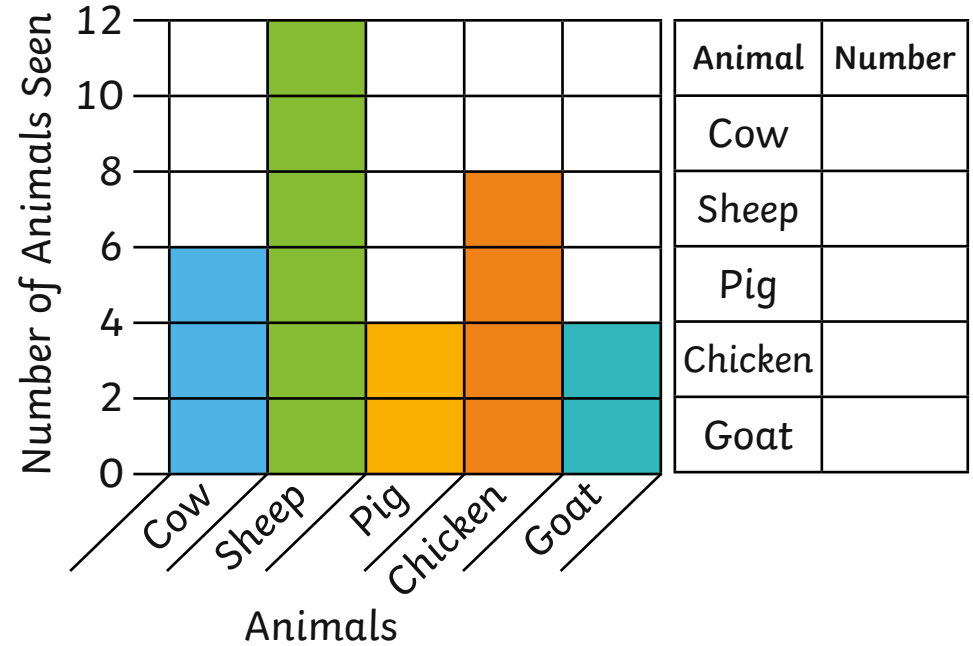 Number of Animals Seen
12
10
8
6
4
2
0
Cow
Sheep
Pig
Chicken
Goat
Animals
Animal Number
Cow
Sheep
Pig
Chicken
Goat